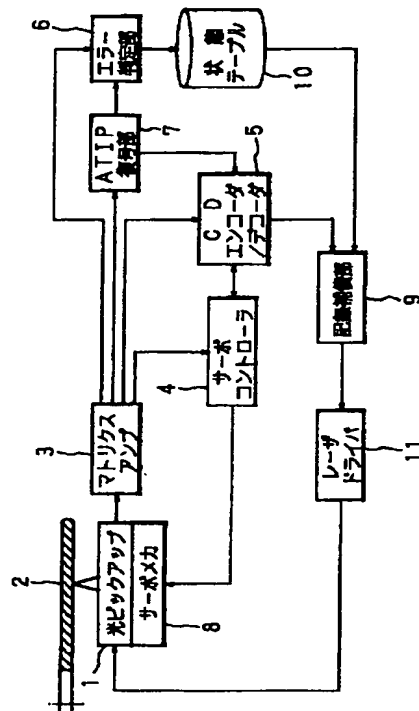 2
1
光ピックアップ
サーボメカ
8
3
マトリクス
アンプ
4
サーボ
コントローラ
6
エラー
判定部
ATIP
復号部
7
CD
エンコーダ
/デコーダ
5
状態
テーブル
10
記録補償部
9
レーザ
ドライバ
11